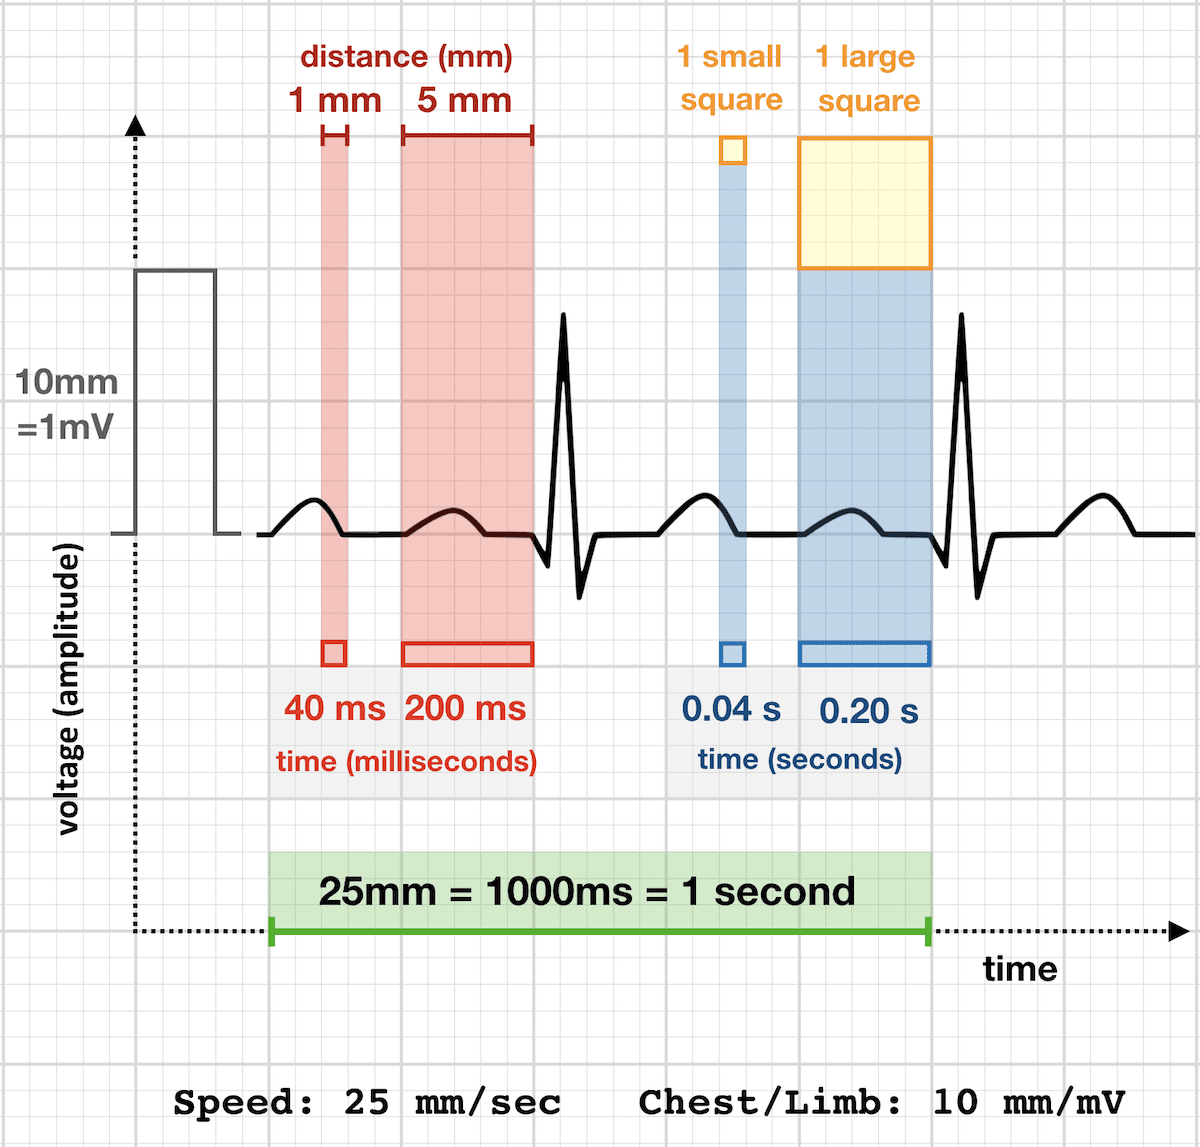 distance (mm)
1 mm
5 mm
1 small
square
1 large
square
10mm
=1mV
voltage (amplitude)
40 ms
200 ms
time (milliseconds)
0.04 s
0.20 s
time (seconds)
25mm = 1000ms = 1 second
time
Speed: 25 mm/sec
Chest/Limb: 10 mm/mV